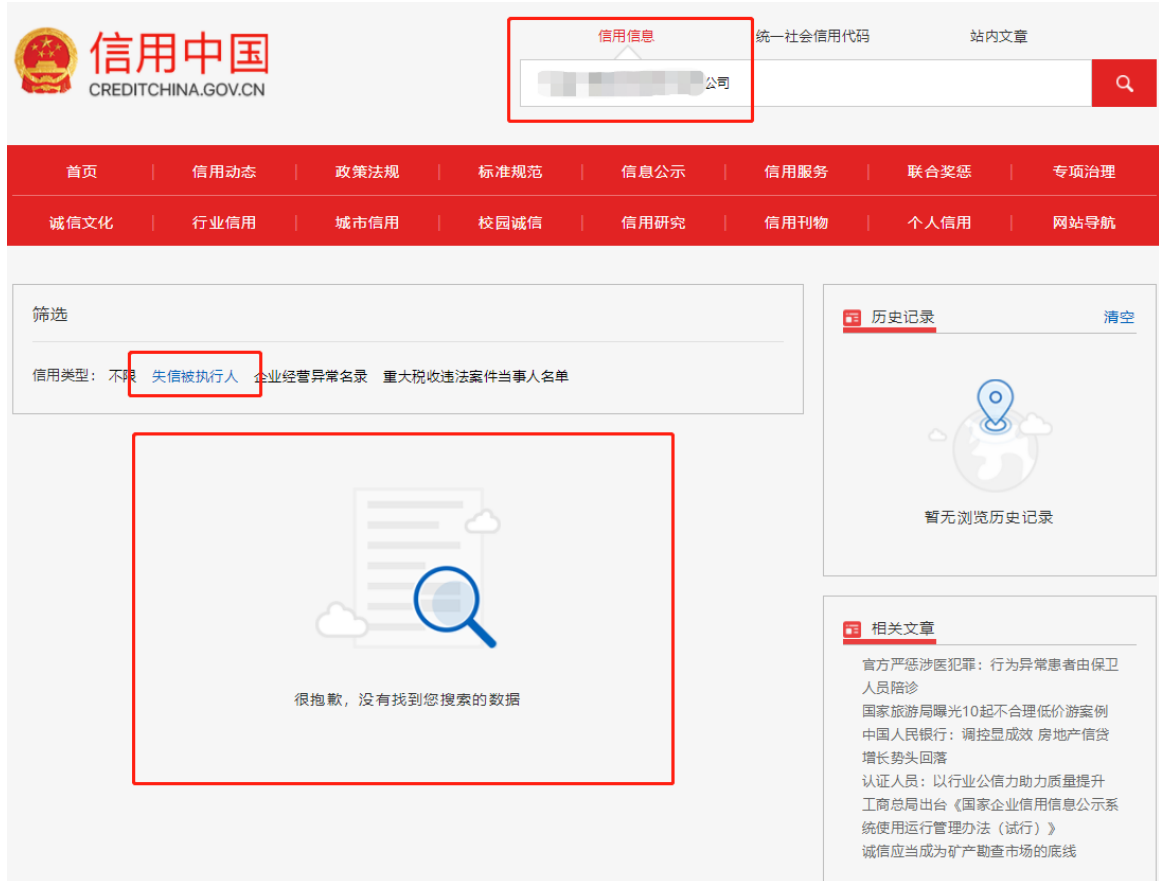 信用信息
统一社会信用代码
站内文章
信用中国
CREDITCHINA.GOV.CN
公司
首页
信用动态
政策法规
标准规范
信息公示
信用服务
联合奖惩
专项治理
诚信文化
行业信用
城市信用
校园诚信
信用研究
信用刊物
个人信用
网站导航
筛选
信用类型： 不限 失信被执行人 企业经营异常名录 重大税收违法案件当事人名单
很抱歉，没有找到您搜索的数据
历史记录
清空
暂无浏览历史记录
相关文章
官方严惩涉医犯罪：行为异常患者由保卫
人员陪诊
国家旅游局曝光10起不合理低价游案例
中国人民银行：调控显成效 房地产信贷
增长势头回落
认证人员：以行业公信力助力质量提升
工商总局出台《国家企业信用信息公示系
统使用运行管理办法（试行）》
诚信应当成为矿产勘查市场的底线